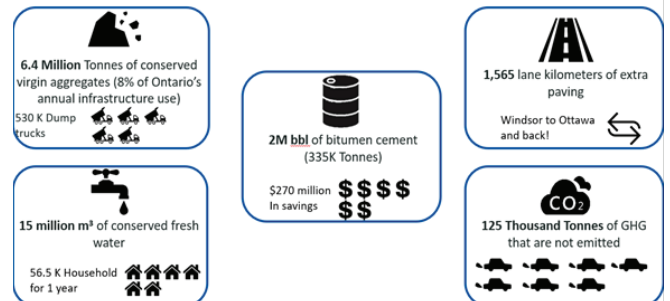 6.4 Million Tonnes of conserved
virgin aggregates (8% of Ontario's
annual infrastructure use)
530 K Dump
trucks
15 million m³ of conserved fresh
water
56.5 K Household
for 1 year
2M bbl of bitumen cement
(335K Tonnes)
$270 million
In savings
$$$$
$$
1,565 lane kilometers of extra
paving
Windsor to Ottawa
and back!
CO₂
125 Thousand Tonnes of GHG
that are not emitted